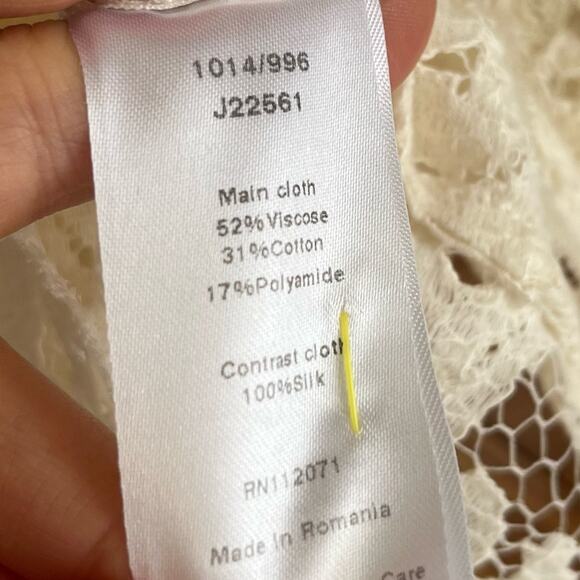 1014/996
J22561
Main cloth
52%Viscose
31%Cotton
17%Polyamide
Contrast cloth
100%Silk
RN112071
Made In Romania
Care